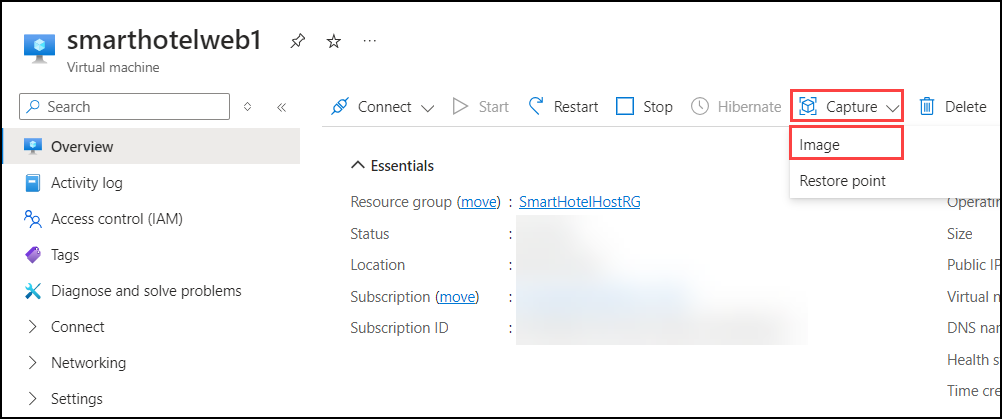 smarthotelweb1
Virtual machine
Search
Connect Start Restart Stop Hibernate Capture Delete
Overview
Image
Essentials
Activity log
Restore point
Resource group (move) : SmartHotelHostRG
Access control (IAM)
Status :
Size
Tags
Location :
Public IP
Diagnose and solve problems
Subscription (move) :
Virtual n
Connect
Subscription ID :
DNS nam
Networking
Health s
Settings
Time cre